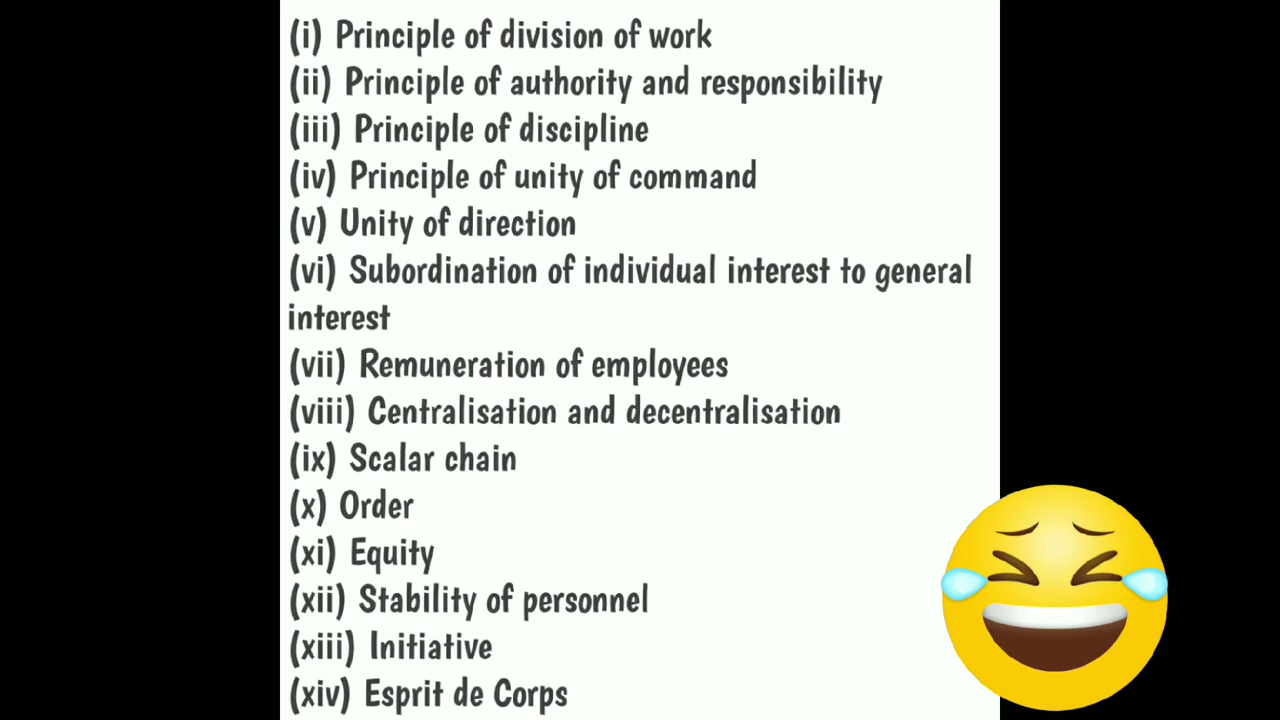 (i) Principle of division of work
(ii) Principle of authority and responsibility
(iii) Principle of discipline
(iv) Principle of unity of command
(v) Unity of direction
(vi) Subordination of individual interest to general
interest
(vii) Remuneration of employees
(viii) Centralisation and decentralisation
(ix) Scalar chain
(x) Order
(xi) Equity
(xii) Stability of personnel
(xiii) Initiative
(xiv) Esprit de Corps